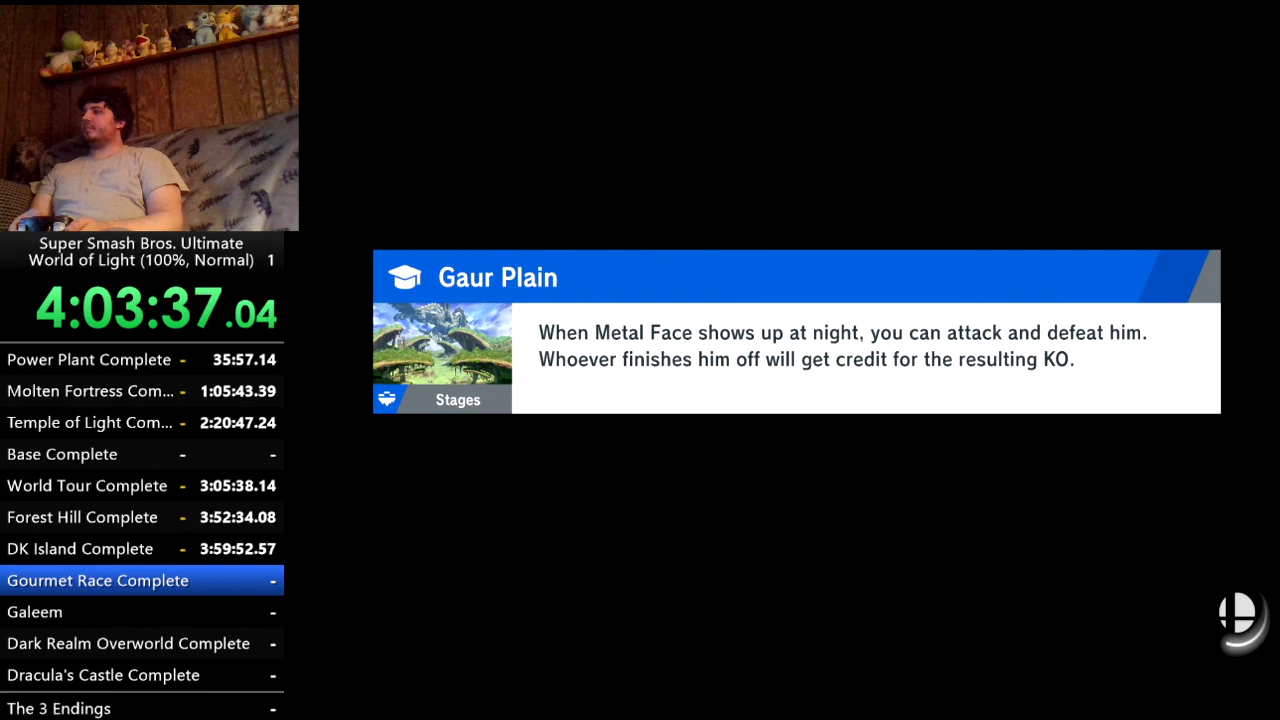 Super Smash Bros. Ultimate
World of Light (100%, Normal) 1
4:03:37.04
Power Plant Complete - 35:57.14
Molten Fortress Com... - 1:05:43.39
Temple of Light Com... - 2:20:47.24
Base Complete - -
World Tour Complete - 3:05:38.14
Forest Hill Complete - 3:52:34.08
DK Island Complete - 3:59:52.57
Gourmet Race Complete -
Galeem -
Dark Realm Overworld Complete -
Dracula's Castle Complete -
The 3 Endings -
Gaur Plain
When Metal Face shows up at night, you can attack and defeat him.
Whoever finishes him off will get credit for the resulting KO.
Stages